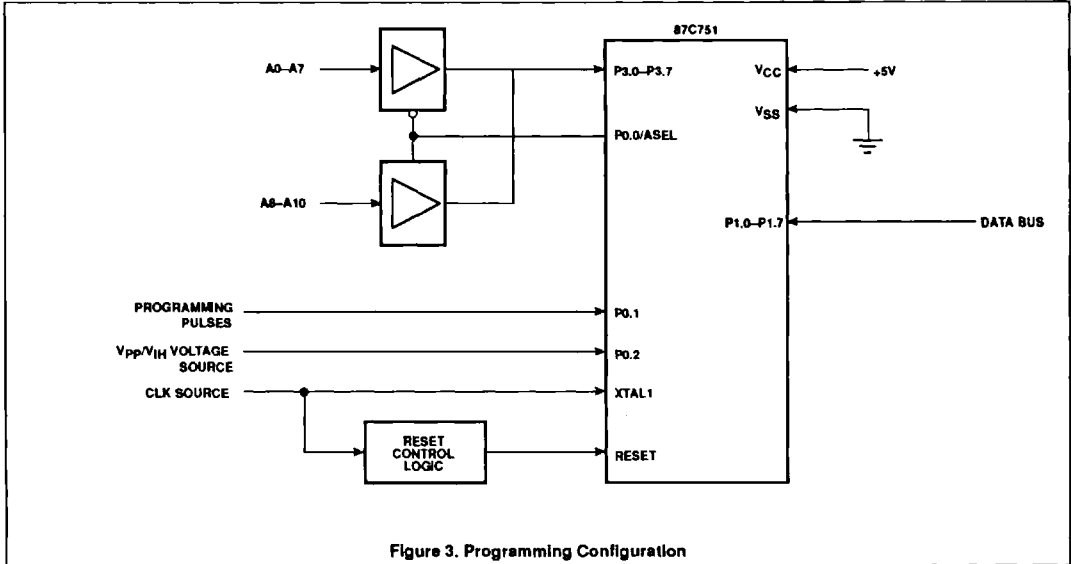 87C751
A0–A7
P3.0–P3.7
VCC
+5V
VSS
P0.0/ASEL
A8–A10
P1.0–P1.7
DATA BUS
PROGRAMMING
PULSES
P0.1
VPP/VIH VOLTAGE
SOURCE
P0.2
CLK SOURCE
XTAL1
RESET
CONTROL
LOGIC
RESET
Figure 3. Programming Configuration